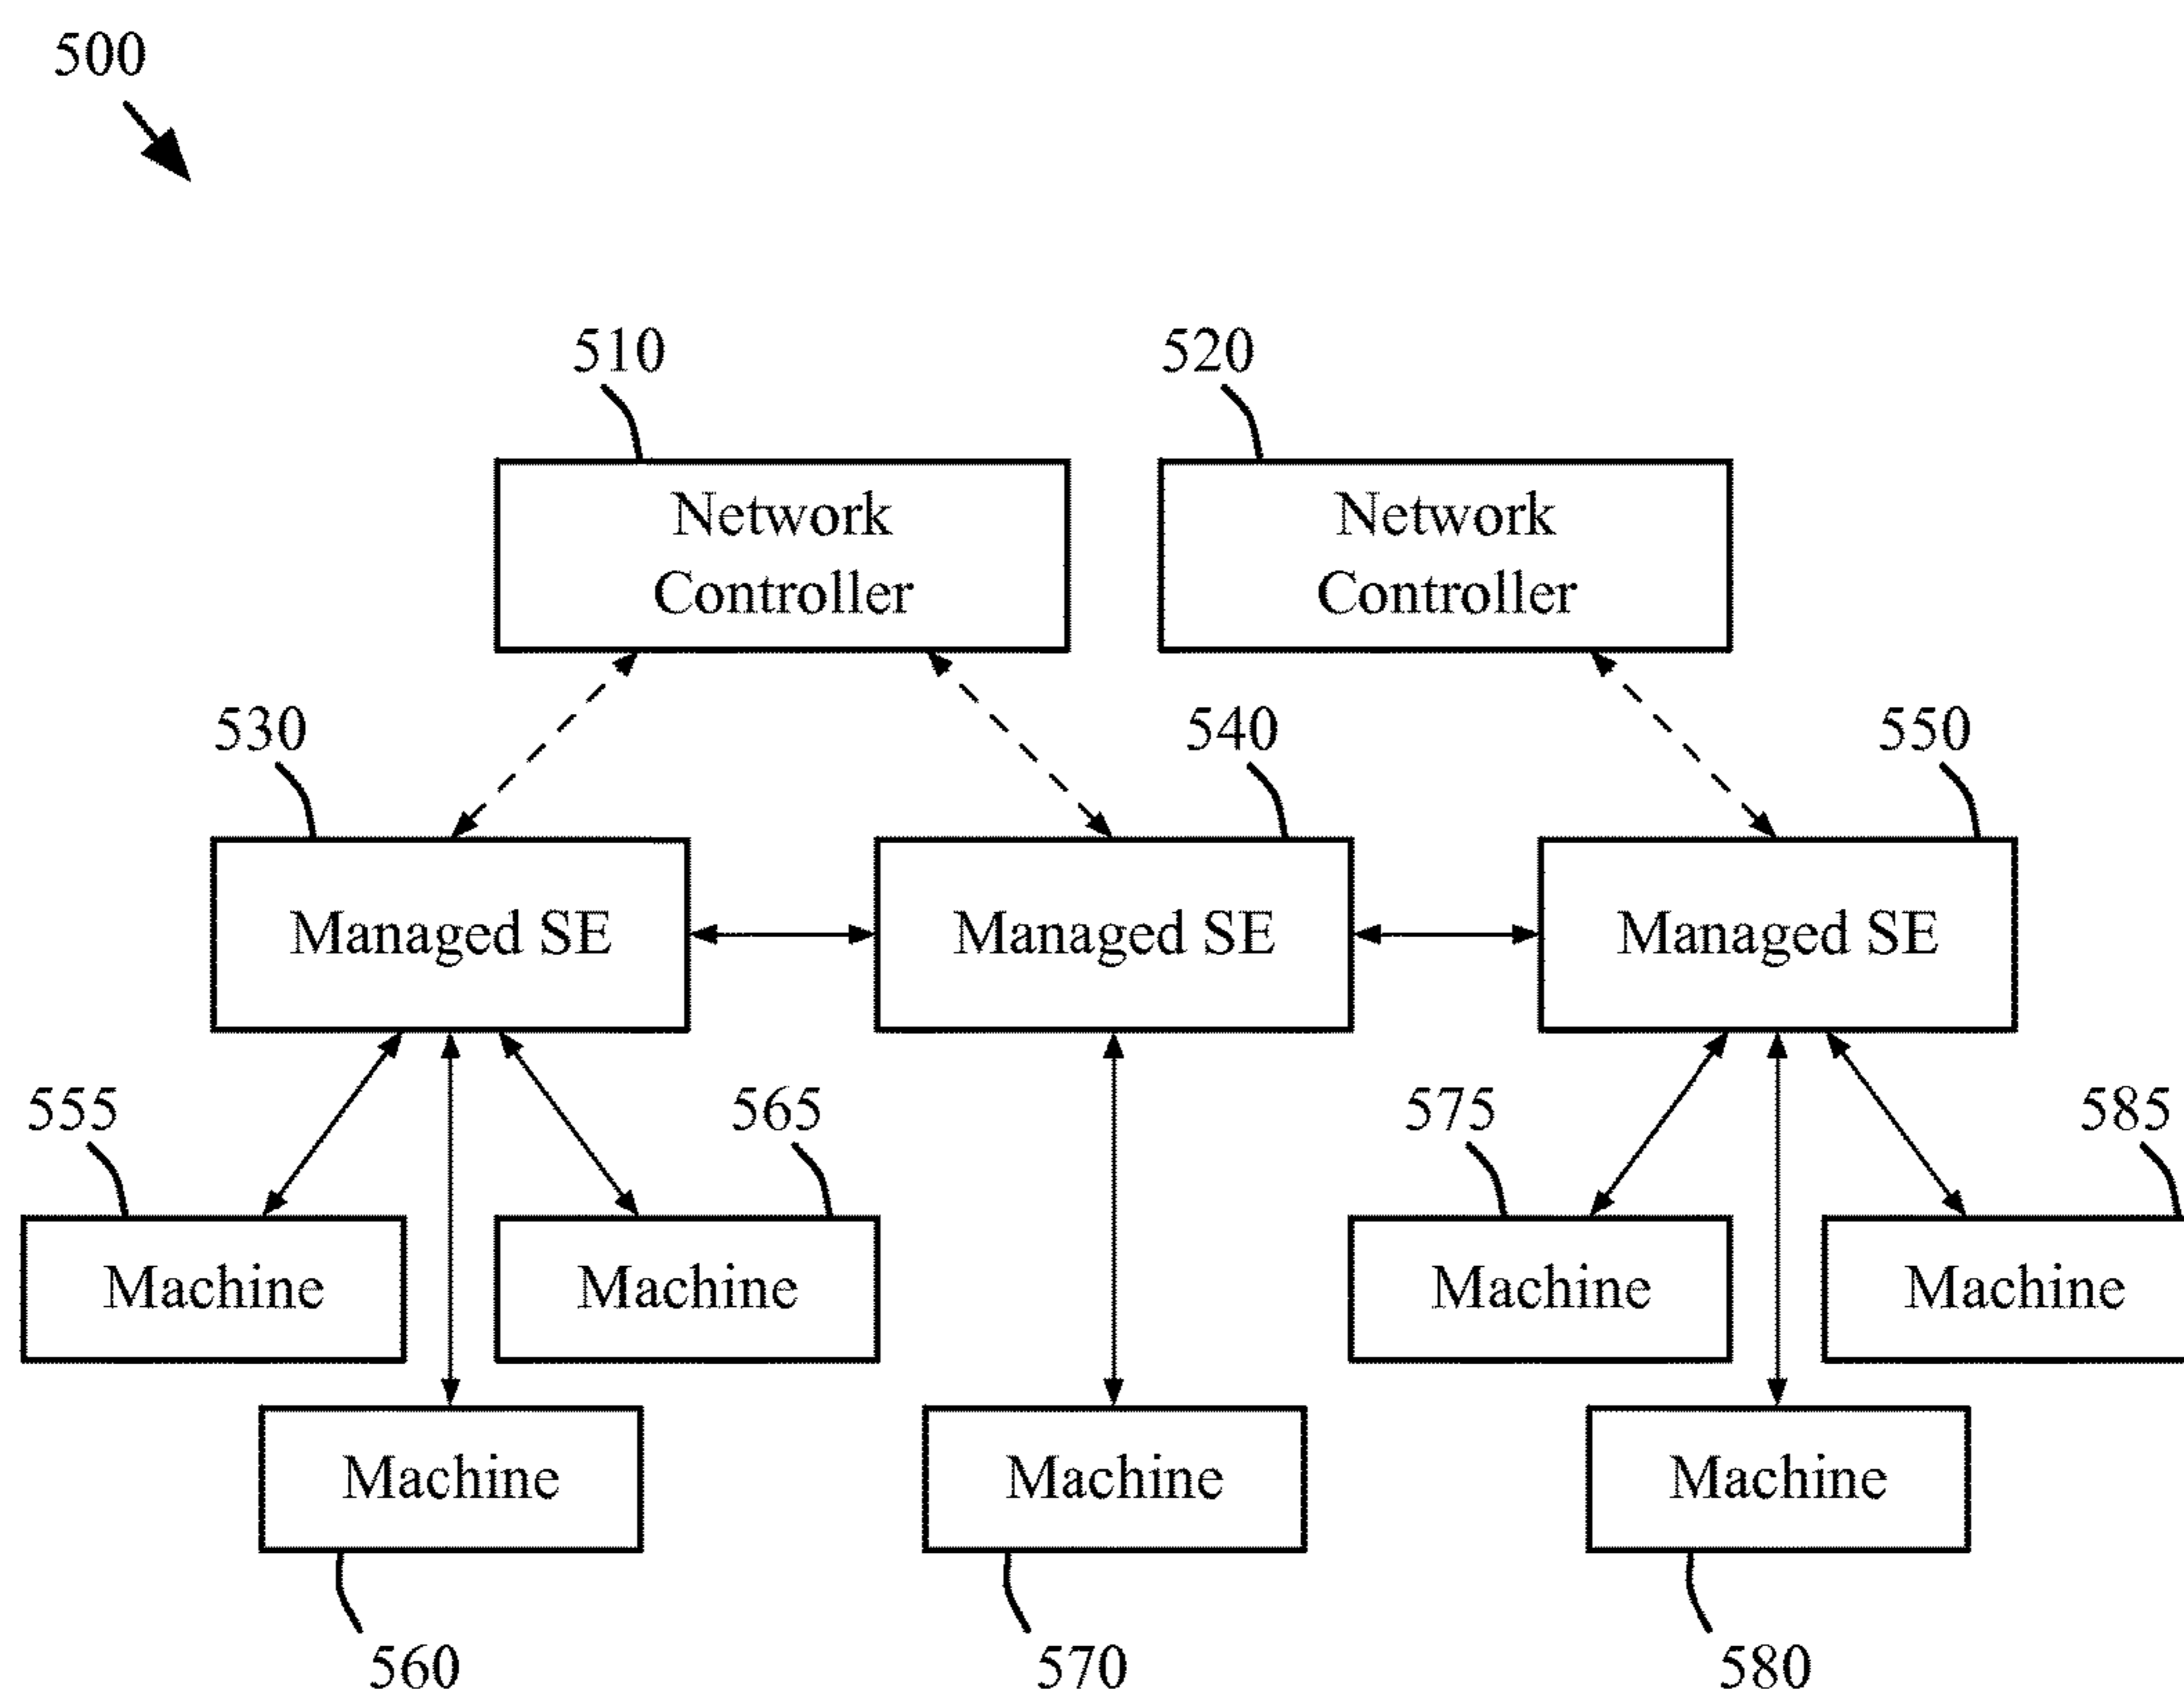 500
510
520
Network
Controller
Network
Controller
530
540
550
Managed SE
Managed SE
Managed SE
555
565
575
585
Machine
Machine
Machine
Machine
Machine
Machine
Machine
560
570
580